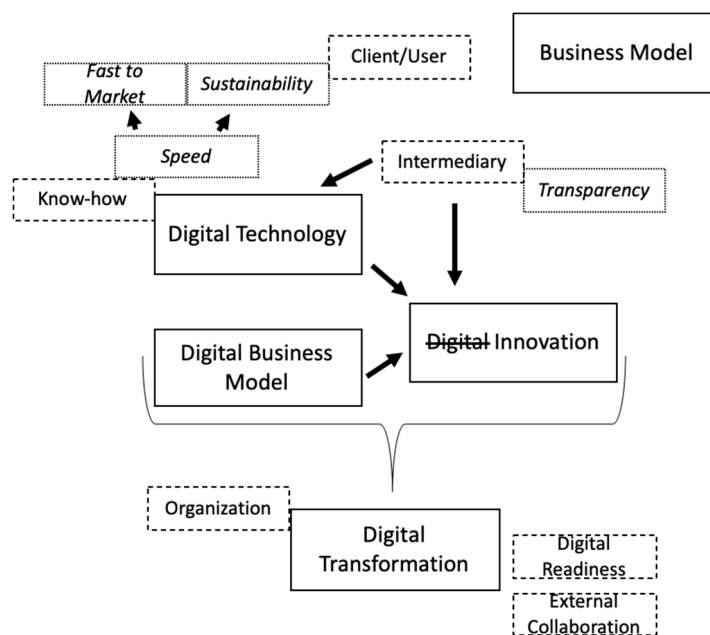 Client/User
Business Model
Fast to
Market
Sustainability
Speed
Intermediary
Know-how
Transparency
Digital Technology
Digital Innovation
Digital Business
Model
Organization
Digital
Transformation
Digital
Readiness
External
Collaboration